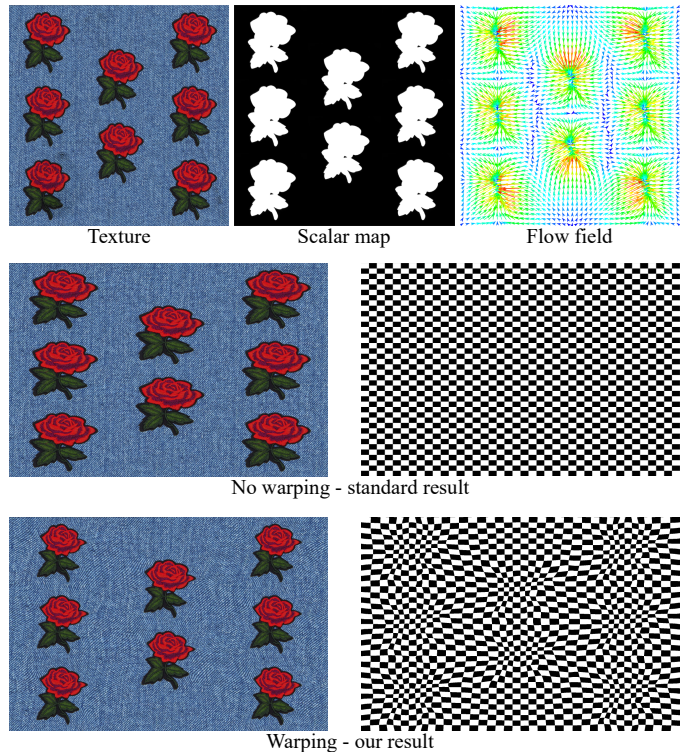 Texture
Scalar map
Flow field
No warping - standard result
Warping - our result